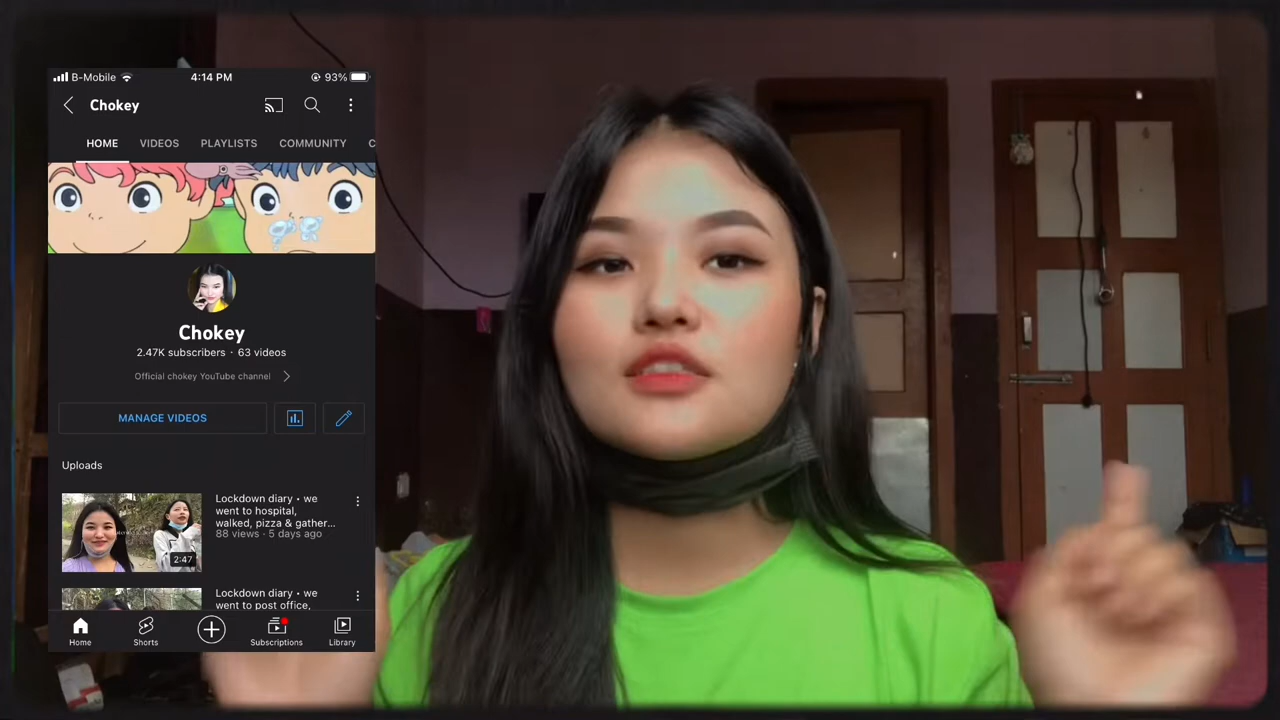 B-Mobile 4:14 PM 93%
Chokey
HOME VIDEOS PLAYLISTS COMMUNITY C
Chokey
2.47K subscribers · 63 videos
Official chokey YouTube channel
MANAGE VIDEOS
Uploads
Lockdown diary • we
went to hospital,
walked, pizza & gather...
88 views · 5 days ago
2:47
Lockdown diary • we
went to post office,
Home Shorts Subscriptions Library